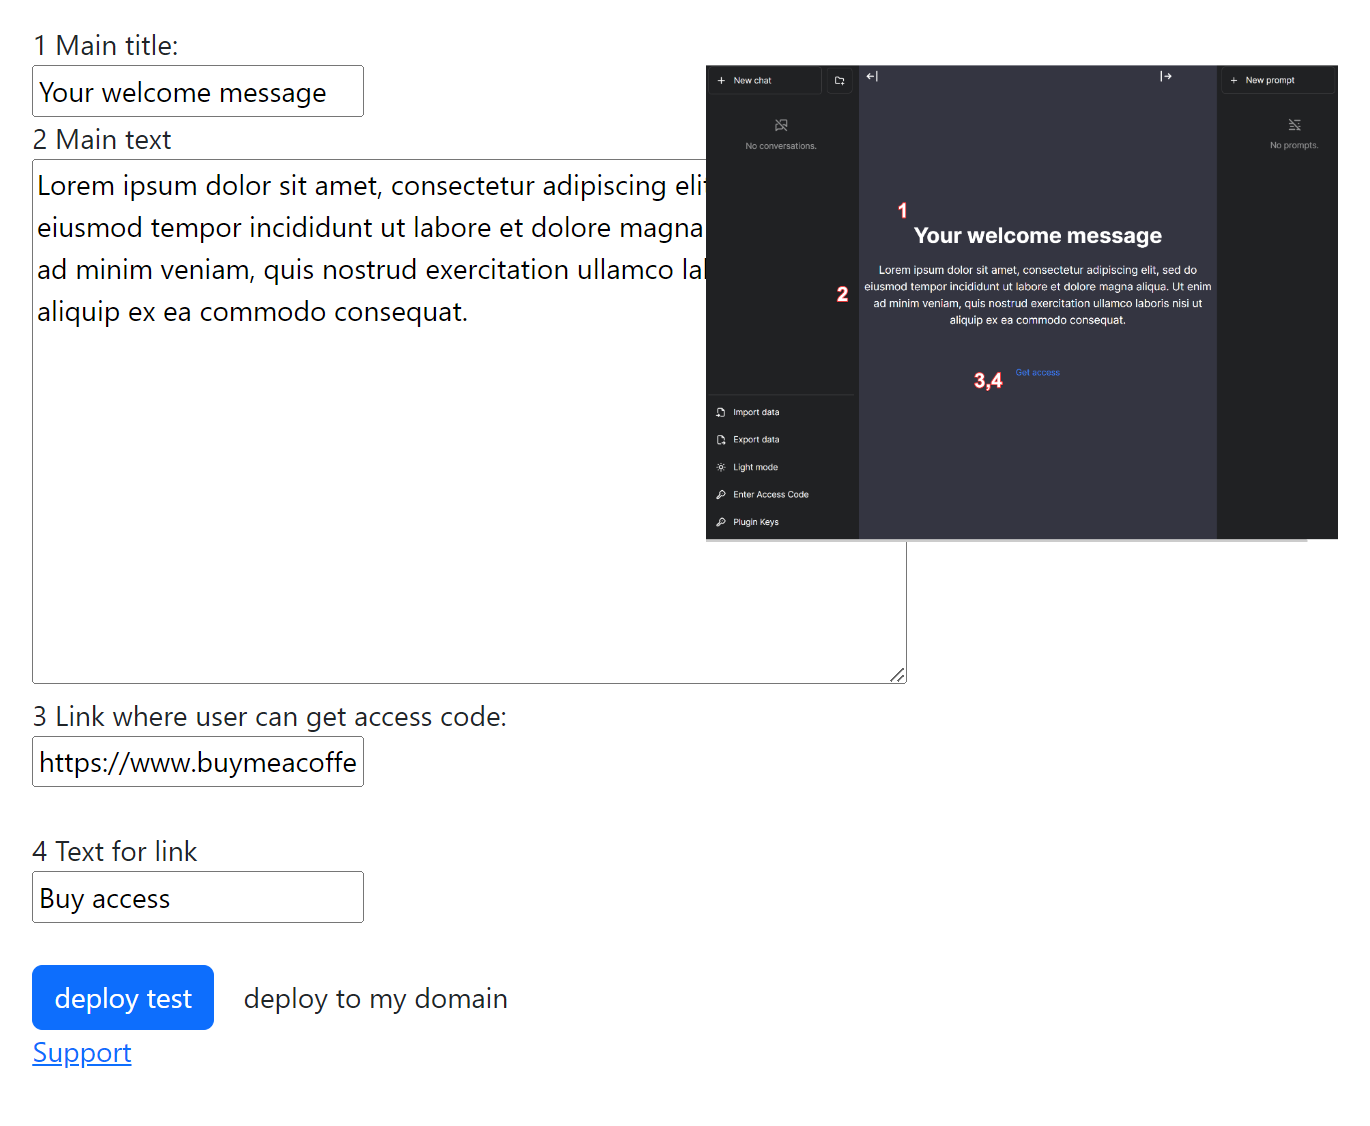 1 Main title:
Your welcome message
2 Main text
Lorem ipsum dolor sit amet, consectetur adipiscing elit
eiusmod tempor incididunt ut labore et dolore magna
ad minim veniam, quis nostrud exercitation ullamco la
aliquip ex ea commodo consequat.
New chat
No conversations.
Import data
Export data
Light mode
Enter Access Code
Plugin Keys
1
Your welcome message
2
Lorem ipsum dolor sit amet, consectetur adipiscing elit, sed do
eiusmod tempor incididunt ut labore et dolore magna aliqua. Ut enim
ad minim veniam, quis nostrud exercitation ullamco laboris nisi ut
aliquip ex ea commodo consequat.
3,4
Get access
New prompt
No prompts.
3 Link where user can get access code:
https://www.buymeacoffe
4 Text for link
Buy access
deploy test
deploy to my domain
Support